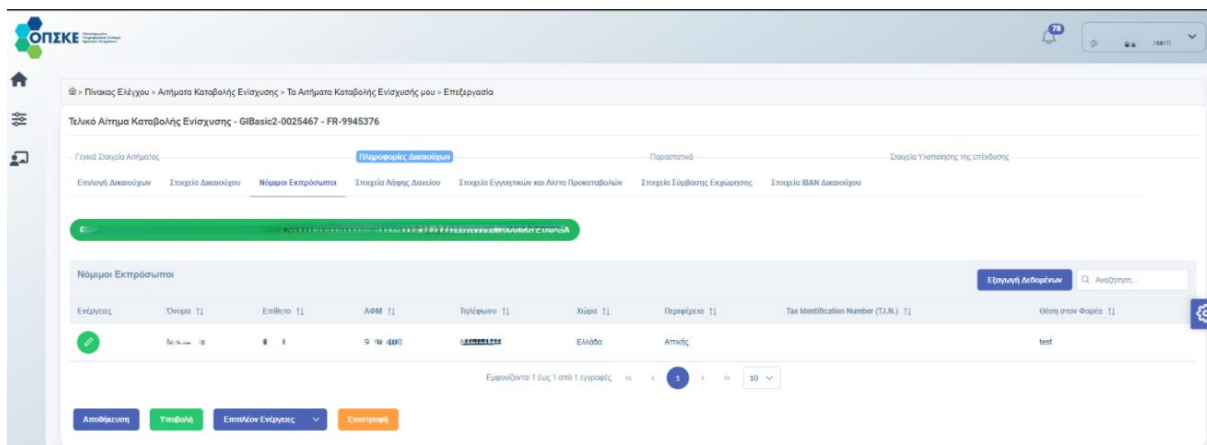 ΟΠΣΚΕ
78
> Πίνακας Ελέγχου > Αιτήματα Καταβολής Ενίσχυσης > Τα Αιτήματα Καταβολής Ενίσχυσής μου > Επεξεργασία
Τελικό Αίτημα Καταβολής Ενίσχυσης - GIBasic2-0025467 - FR-9945376
Γενικά Στοιχεία Αιτήματος Πληροφορίες Δικαιούχων Παραστατικά Στοιχεία Υλοποίησης της επένδυσης
Επιλογή Δικαιούχων Στοιχεία Δικαιούχου Νόμιμοι Εκπρόσωποι Στοιχεία Λήψης Δανείου Στοιχεία Εγγυητικών και Λίστα Προκαταβολών Στοιχεία Σύμβασης Εκχώρησης Στοιχεία IBAN Δικαιούχου
Νόμιμοι Εκπρόσωποι
Εξαγωγή Δεδομένων Αναζήτηση...
Ενέργειες Όνομα Επίθετο ΑΦΜ Τηλέφωνο Χώρα Περιφέρεια Tax Identification Number (T.I.N.) Θέση στον Φορέα
Ελλάδα Αττικής test
Εμφανίζονται 1 έως 1 από 1 εγγραφές « ‹ 1 › » 10
Αποθήκευση Υποβολή Επιπλέον Ενέργειες Επιστροφή